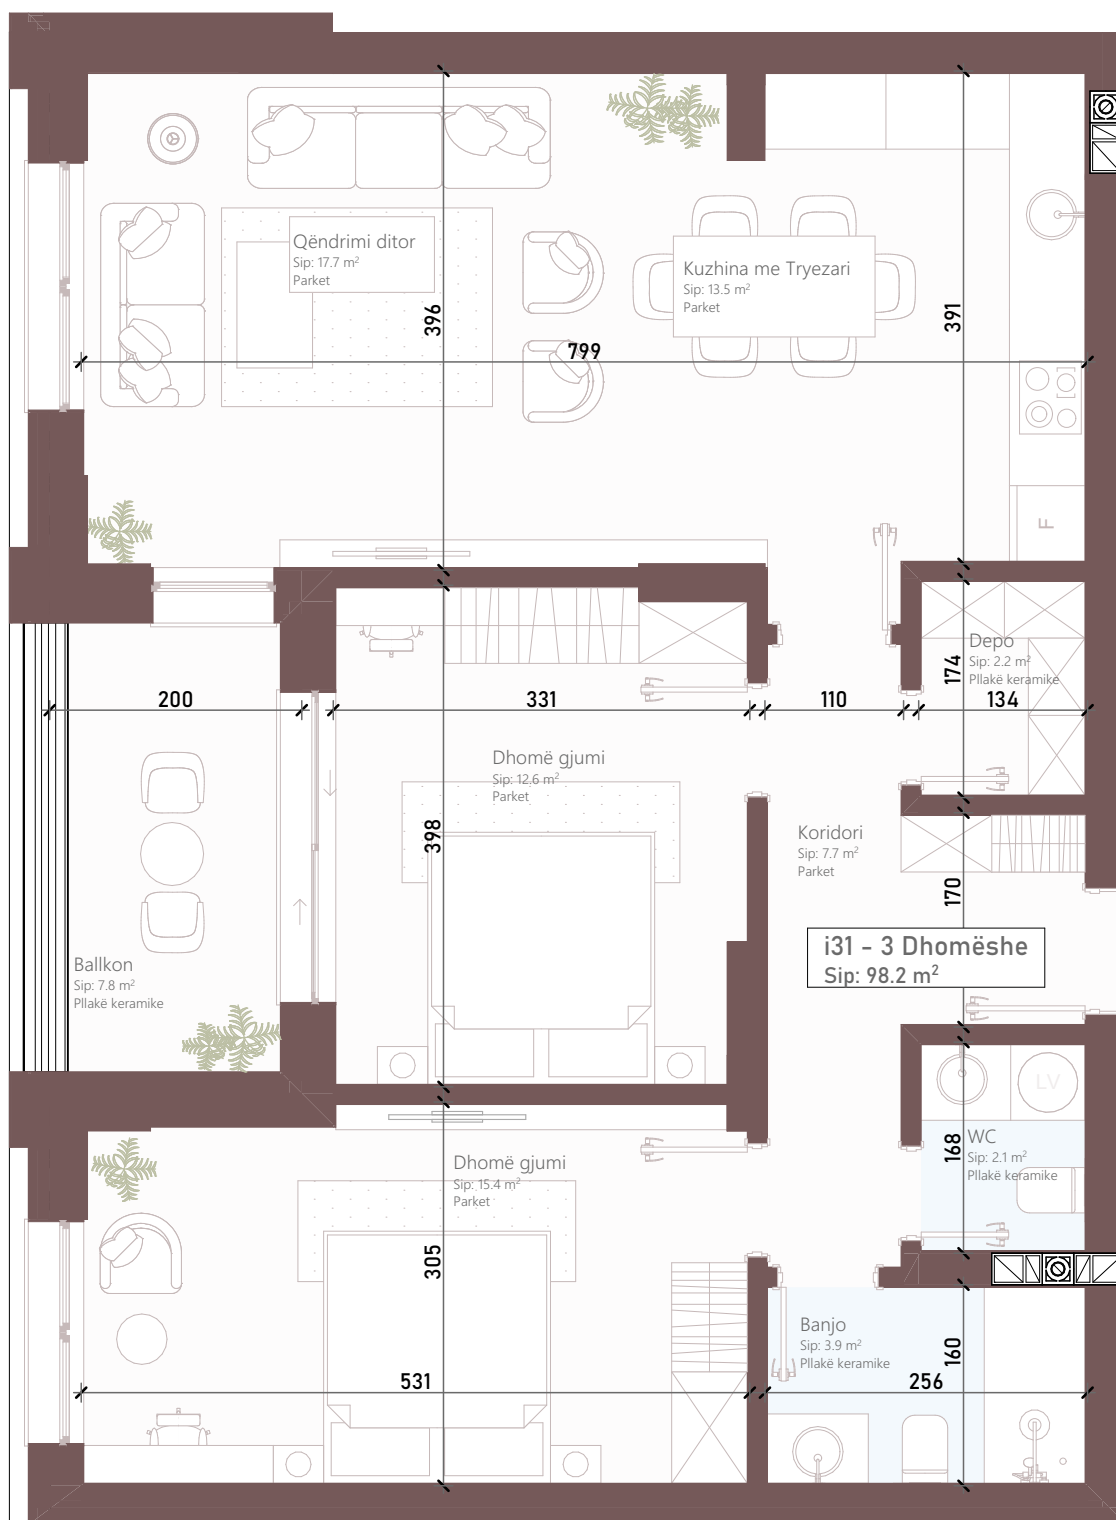 Qëndrimi ditor
Sip: 17.7 m²
Parket
Kuzhina me Tryezari
Sip: 13.5 m²
Parket
396
391
799
F
Depo
Sip: 2.2 m²
Pllakë keramike
174
200
331
110
134
Dhomë gjumi
Sip: 12.6 m²
Parket
398
Koridori
Sip: 7.7 m²
Parket
170
i31 - 3 Dhomëshe
Sip: 98.2 m²
Ballkon
Sip: 7.8 m²
Pllakë keramike
LV
WC
Sip: 2.1 m²
Pllakë keramike
168
Dhomë gjumi
Sip: 15.4 m²
Parket
305
Banjo
Sip: 3.9 m²
Pllakë keramike
160
531
256